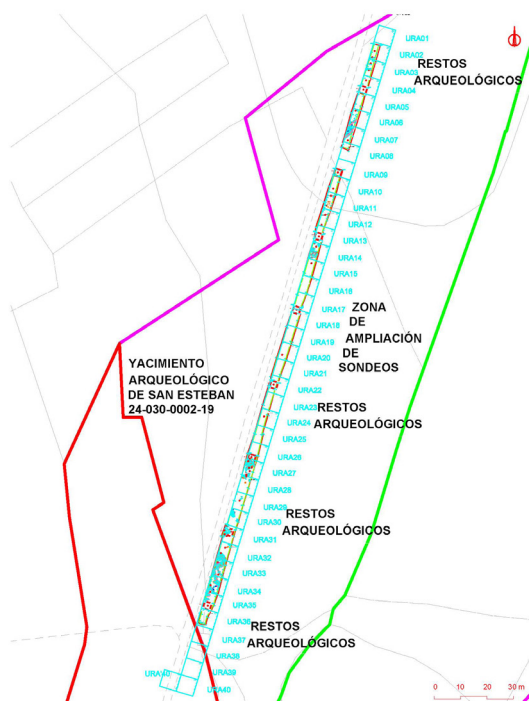 URA01
URA02
URA03
URA04
URA05
URA06
URA07
URA08
URA09
URA10
URA11
URA12
URA13
URA14
URA15
URA16
URA17
URA18
URA19
URA20
URA21
URA22
URA23
URA24
URA25
URA26
URA27
URA28
URA29
URA30
URA31
URA32
URA33
URA34
URA35
URA36
URA37
URA38
URA39
URA40
RESTOS
ARQUEOLÓGICOS
ZONA
DE
AMPLIACIÓN
DE
SONDEOS
YACIMIENTO
ARQUEOLÓGICO
DE SAN ESTEBAN
24-030-0002-19
RESTOS
ARQUEOLÓGICOS
RESTOS
ARQUEOLÓGICOS
RESTOS
ARQUEOLÓGICOS
0 10 20 30 m